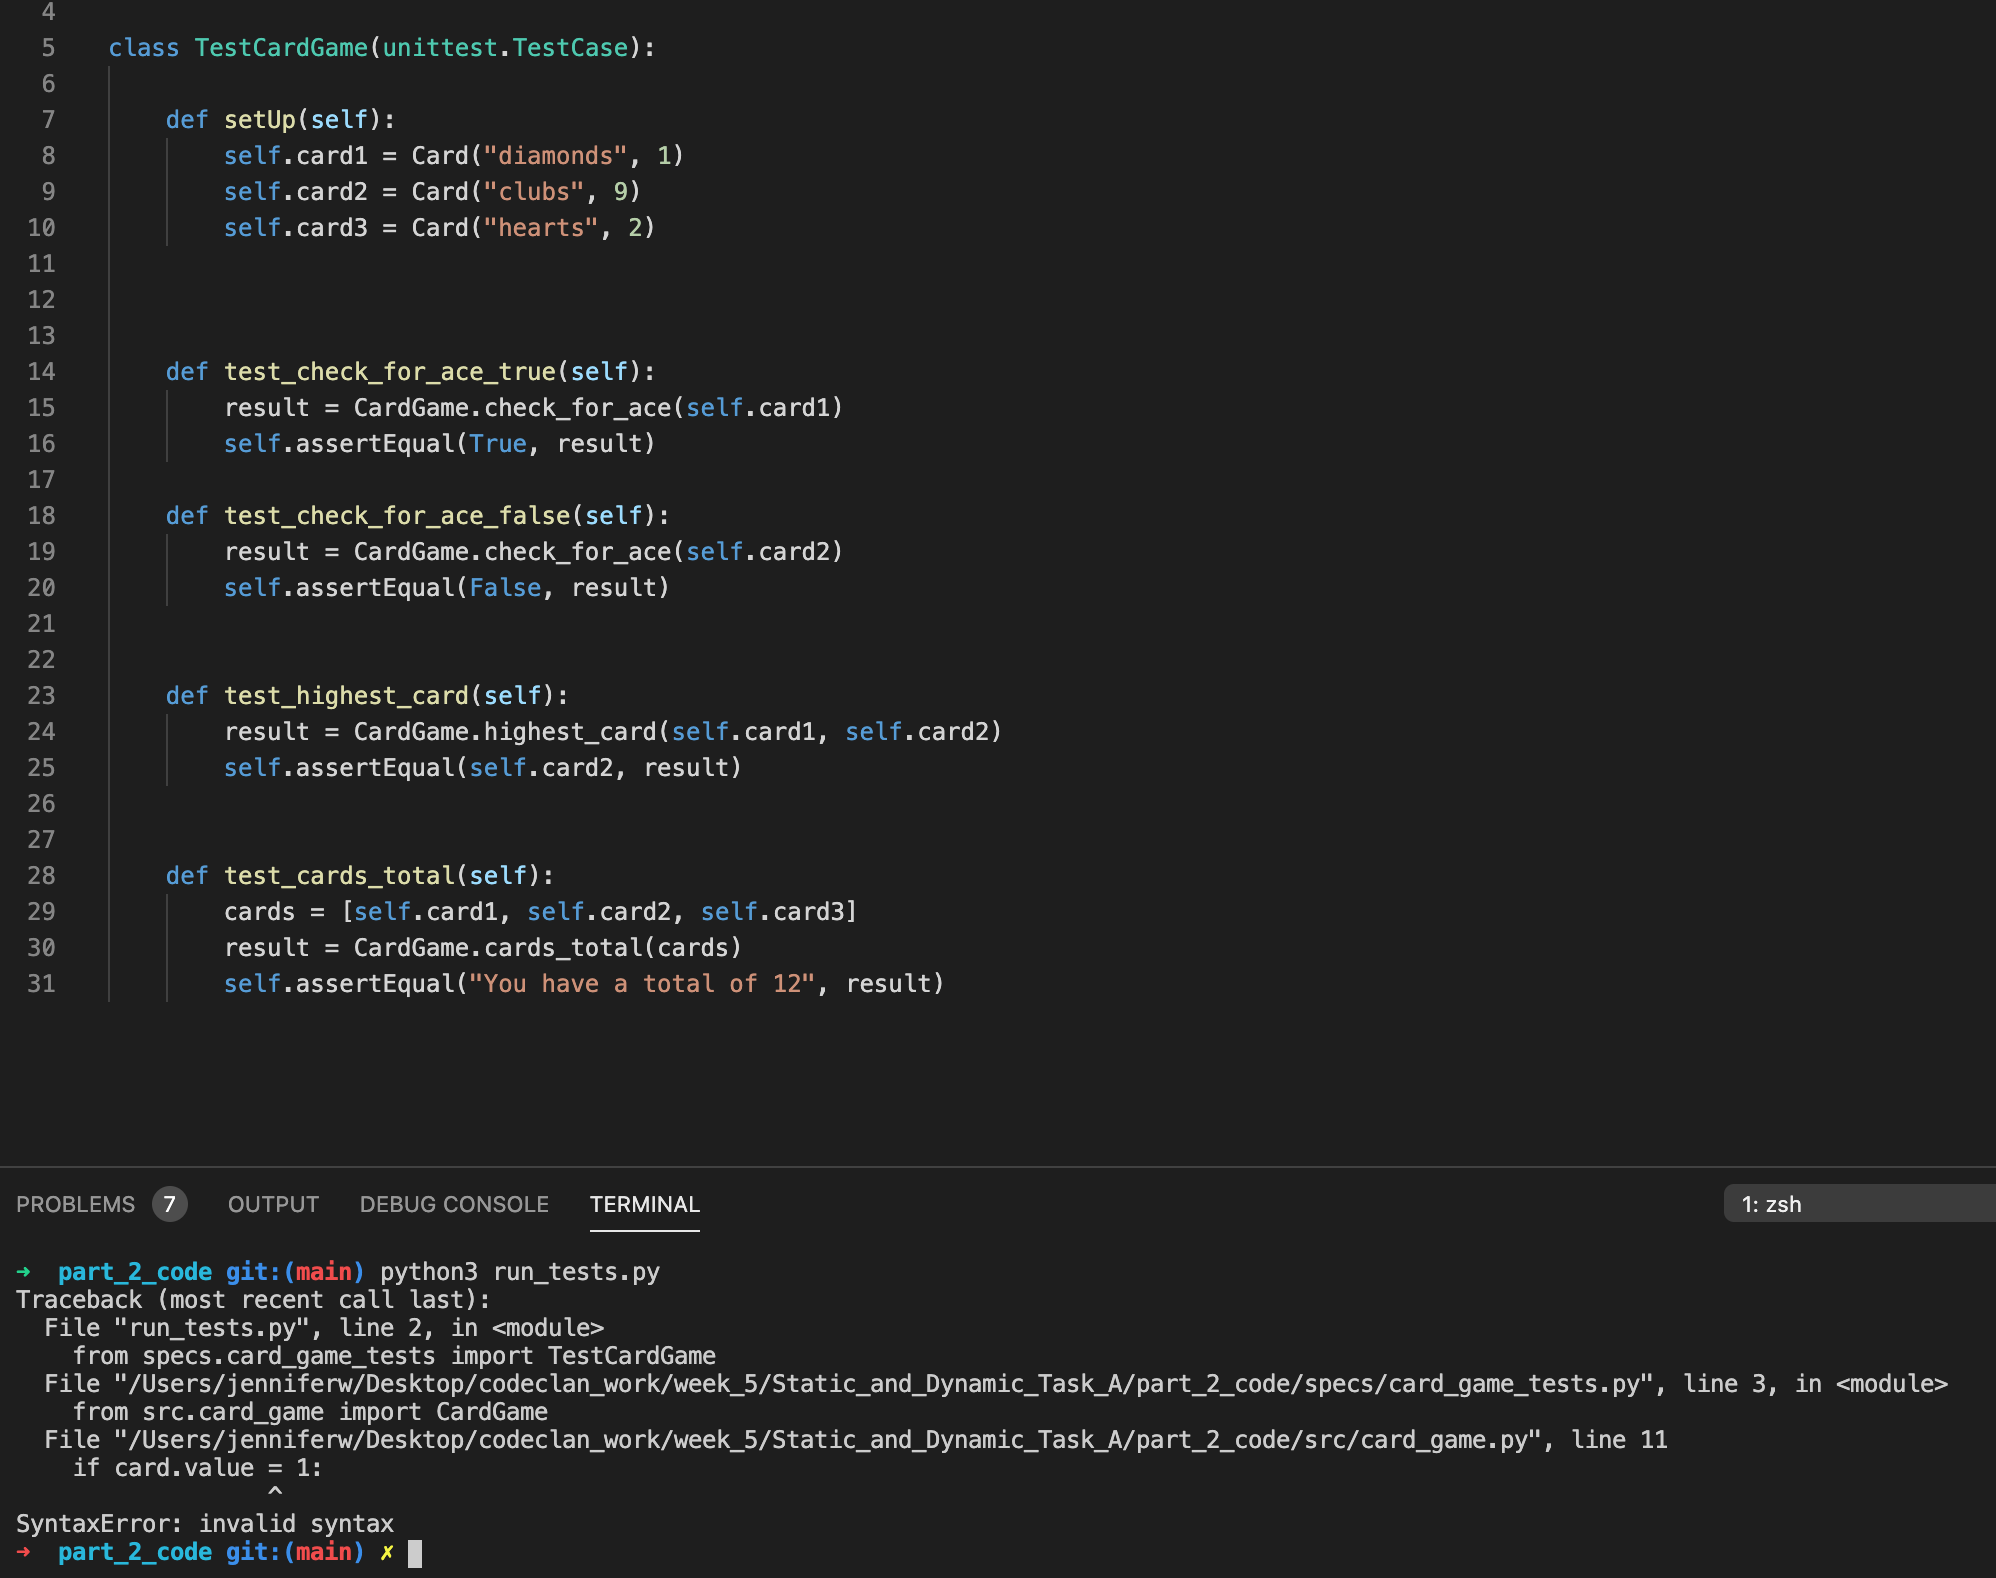 4
5 class TestCardGame(unittest.TestCase):
6
7 def setUp(self):
8 self.card1 = Card("diamonds", 1)
9 self.card2 = Card("clubs", 9)
10 self.card3 = Card("hearts", 2)
11
12
13
14 def test_check_for_ace_true(self):
15 result = CardGame.check_for_ace(self.card1)
16 self.assertEqual(True, result)
17
18 def test_check_for_ace_false(self):
19 result = CardGame.check_for_ace(self.card2)
20 self.assertEqual(False, result)
21
22
23 def test_highest_card(self):
24 result = CardGame.highest_card(self.card1, self.card2)
25 self.assertEqual(self.card2, result)
26
27
28 def test_cards_total(self):
29 cards = [self.card1, self.card2, self.card3]
30 result = CardGame.cards_total(cards)
31 self.assertEqual("You have a total of 12", result)
PROBLEMS 7 OUTPUT DEBUG CONSOLE TERMINAL 1: zsh
➜ part_2_code git:(main) python3 run_tests.py
Traceback (most recent call last):
File "run_tests.py", line 2, in <module>
from specs.card_game_tests import TestCardGame
File "/Users/jenniferw/Desktop/codeclan_work/week_5/Static_and_Dynamic_Task_A/part_2_code/specs/card_game_tests.py", line 3, in <module>
from src.card_game import CardGame
File "/Users/jenniferw/Desktop/codeclan_work/week_5/Static_and_Dynamic_Task_A/part_2_code/src/card_game.py", line 11
if card.value = 1:
^
SyntaxError: invalid syntax
➜ part_2_code git:(main) ✗